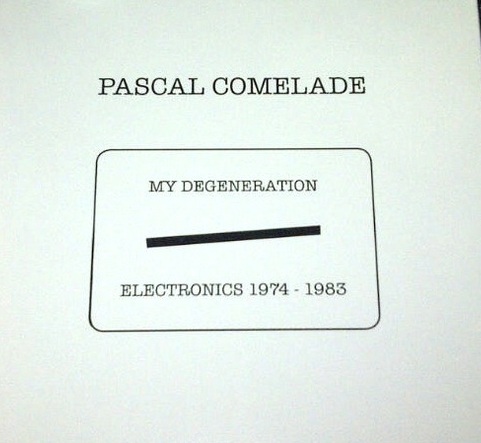 PASCAL COMELADE
MY DEGENERATION
ELECTRONICS 1974 - 1983